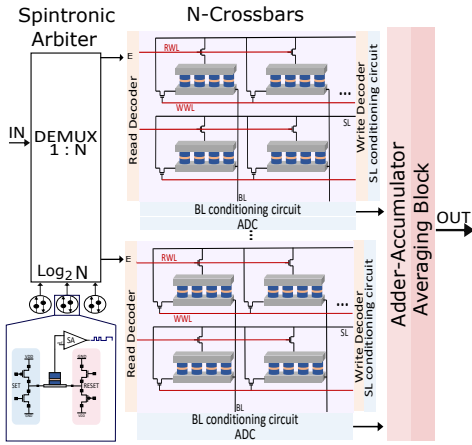 Spintronic
Arbiter
N-Crossbars
IN
DEMUX
1 : N
Log2 N
E
Read Decoder
RWL
WWL
SL
BL
...
Write Decoder
SL conditioning circuit
BL conditioning circuit
ADC
...
E
Read Decoder
RWL
WWL
SL
BL
...
Write Decoder
SL conditioning circuit
BL conditioning circuit
ADC
Adder-Accumulator
Averaging Block
OUT
SA
SET
RESET